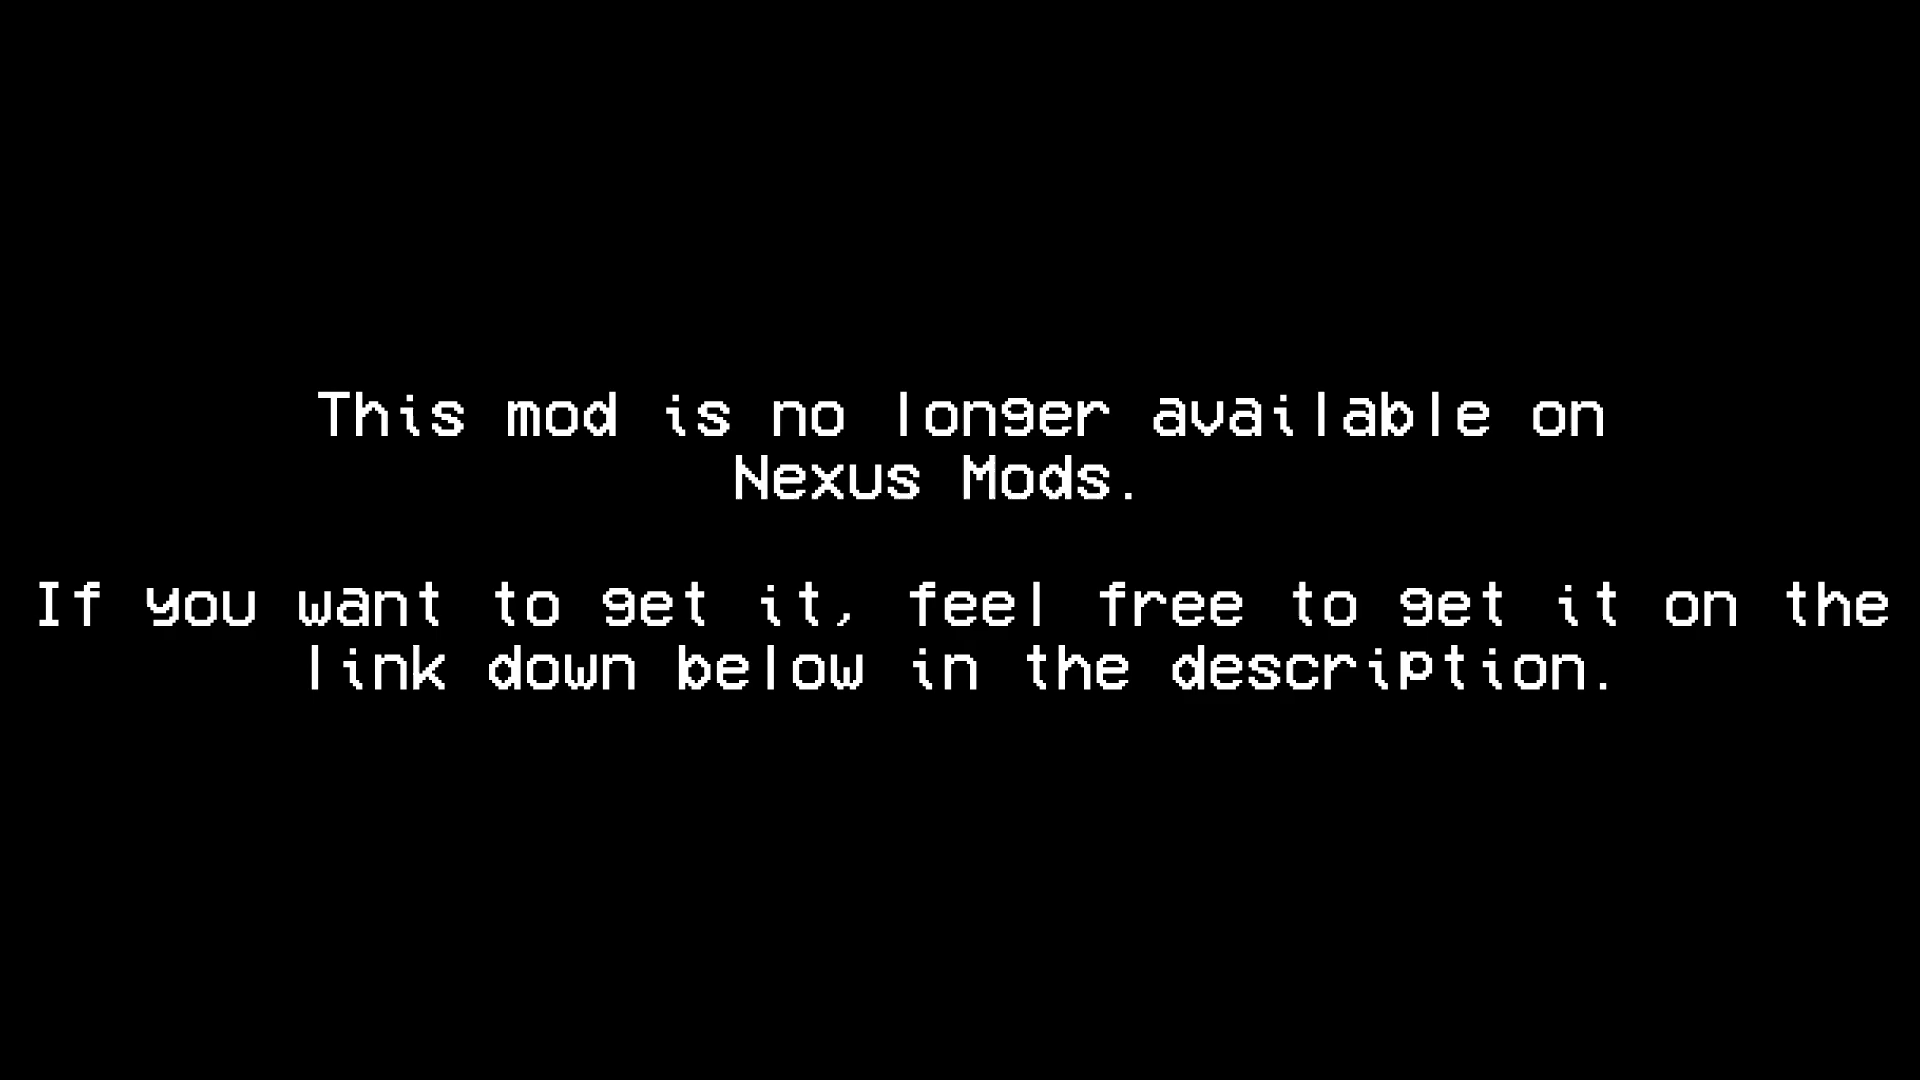 This mod is no longer available on
Nexus Mods.
If you want to get it, feel free to get it on the
link down below in the description.